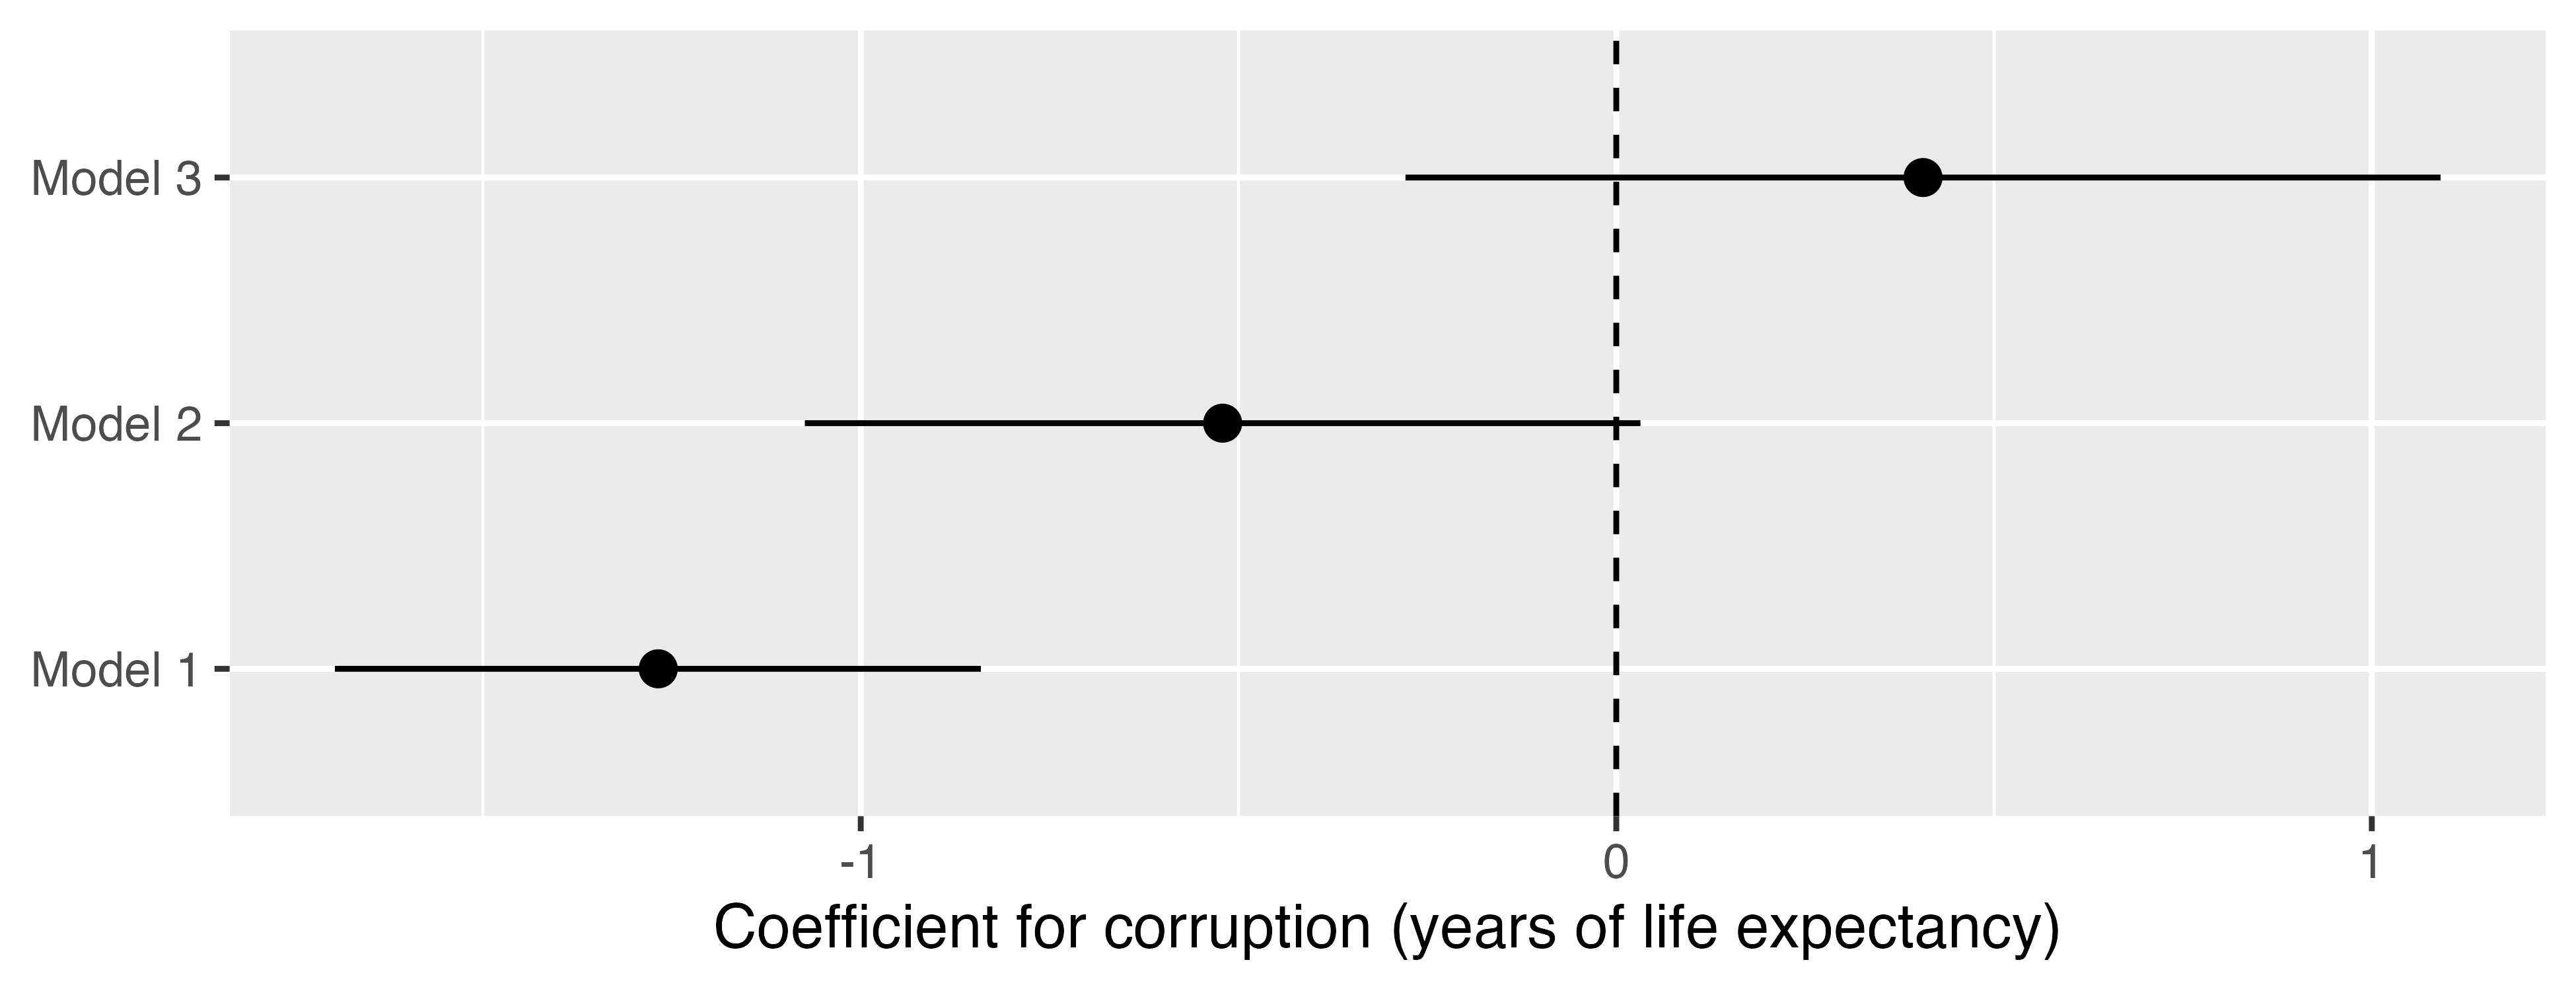 Model 3
Model 2
Model 1
-1 0 1
Coefficient for corruption (years of life expectancy)